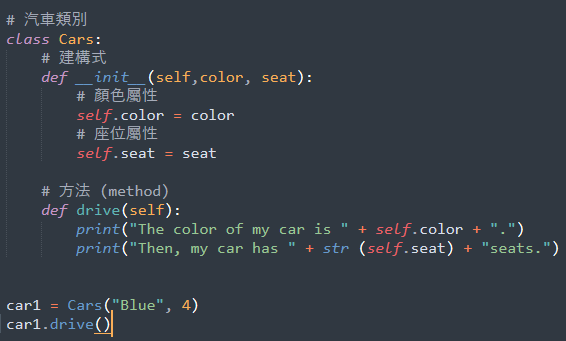 # 汽車類別
class Cars:
    # 建構式
    def __init__(self,color, seat):
        # 顏色屬性
        self.color = color
        # 座位屬性
        self.seat = seat
    # 方法 (method)
    def drive(self):
        print("The color of my car is " + self.color + ".")
        print("Then, my car has " + str (self.seat) + "seats.")
car1 = Cars("Blue", 4)
car1.drive()